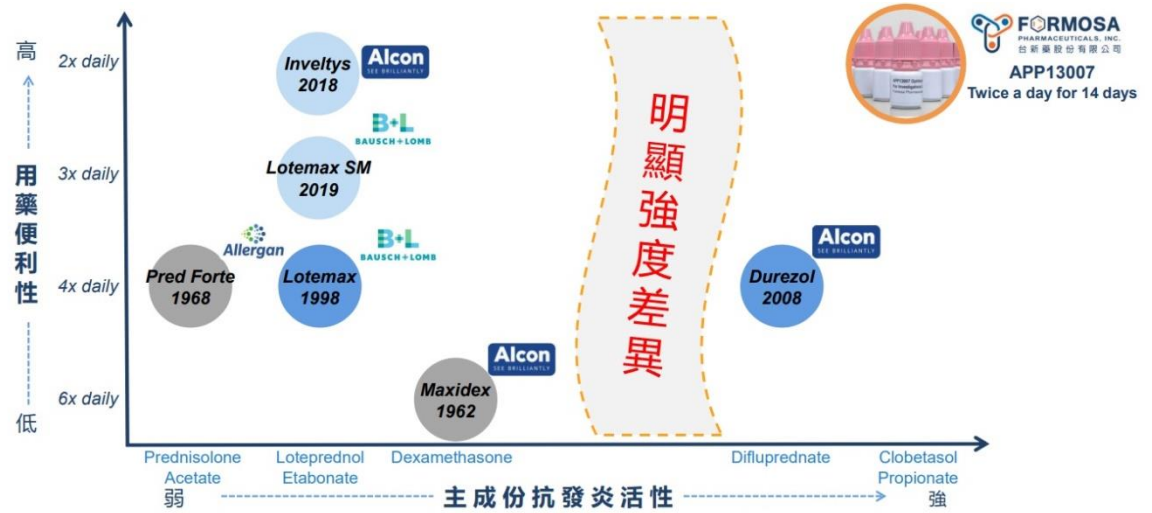 高
用藥便利性
低
2x daily
3x daily
4x daily
6x daily
Inveltys
2018
Alcon
SEE BRILLIANTLY
B+L
BAUSCH+LOMB
Lotemax SM
2019
Allergan
B+L
BAUSCH+LOMB
Pred Forte
1968
Lotemax
1998
Alcon
SEE BRILLIANTLY
Maxidex
1962
明顯強度差異
Alcon
SEE BRILLIANTLY
Durezol
2008
FORMOSA
PHARMACEUTICALS, INC.
台新藥股份有限公司
APP13007
Twice a day for 14 days
Prednisolone
Acetate
Loteprednol
Etabonate
Dexamethasone
Difluprednate
Clobetasol
Propionate
弱
主成份抗發炎活性
強